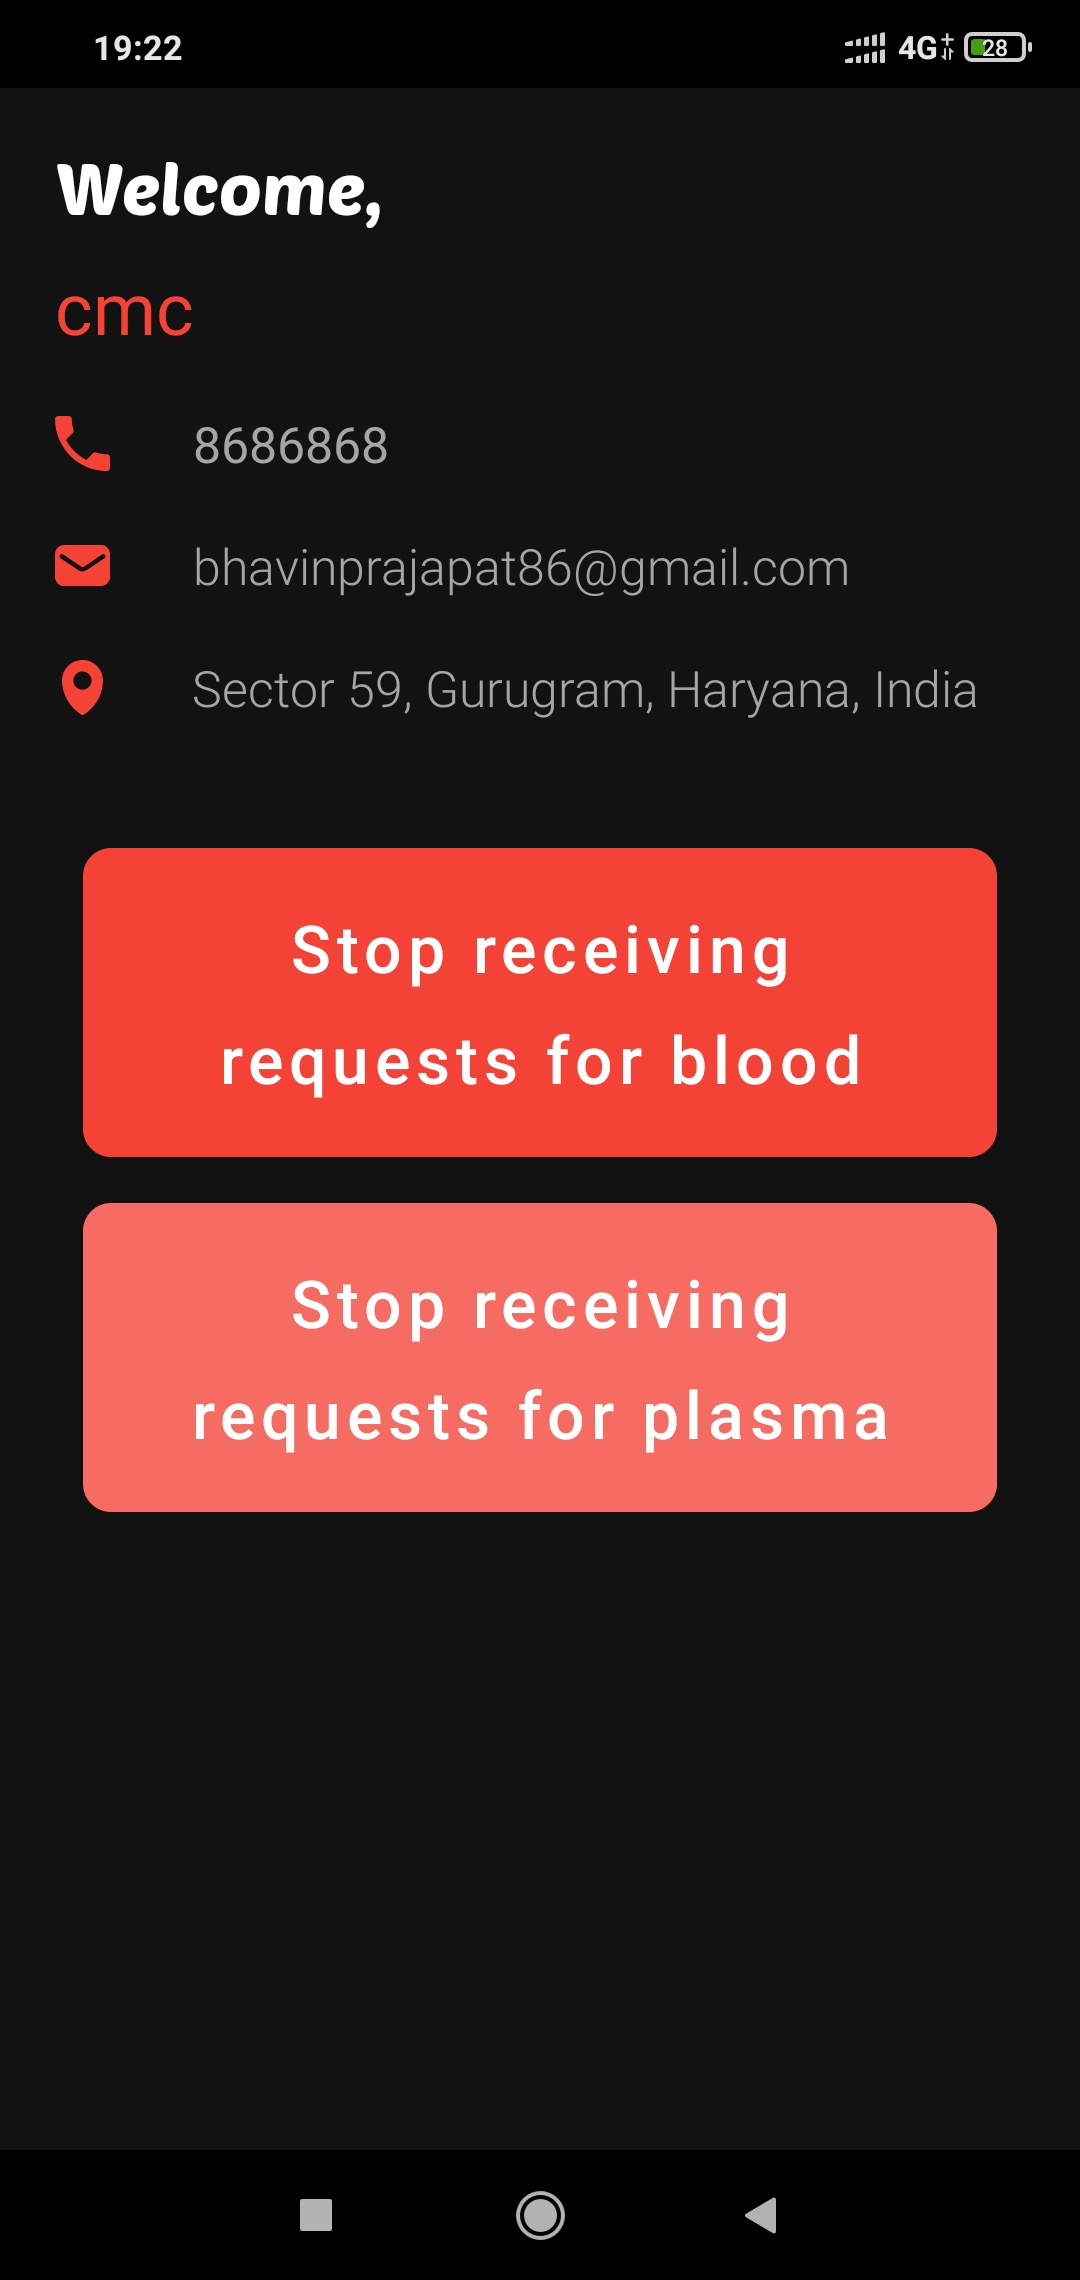 19:22
4G+ 28
Welcome,
cmc
8686868
bhavinprajapat86@gmail.com
Sector 59, Gurugram, Haryana, India
Stop receiving
requests for blood
Stop receiving
requests for plasma